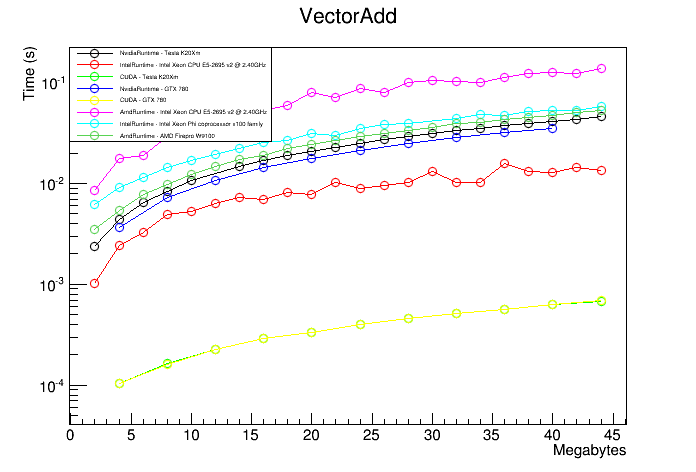 VectorAdd
Time (s)
NvidiaRuntime - Tesla K20Xm
IntelRuntime - Intel Xeon CPU E5-2695 v2 @ 2.40GHz
CUDA - Tesla K20Xm
NvidiaRuntime - GTX 780
CUDA - GTX 780
AmdRuntime - Intel Xeon CPU E5-2695 v2 @ 2.40GHz
IntelRuntime - Intel Xeon Phi coprocessor x100 family
AmdRuntime - AMD Firepro W9100
10⁻¹
10⁻²
10⁻³
10⁻⁴
0 5 10 15 20 25 30 35 40 45
Megabytes